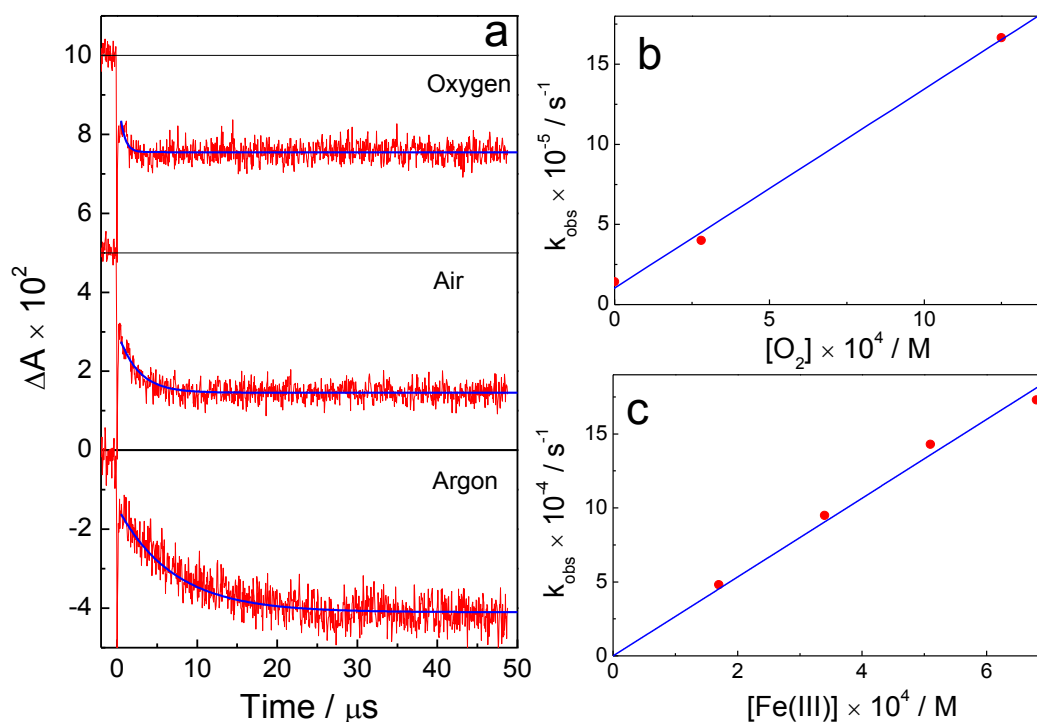 a
Oxygen
Air
Argon
ΔA × 10²
10
8
6
4
2
0
-2
-4
0 10 20 30 40 50
Time / μs
b
k_obs × 10⁻⁵ / s⁻¹
15
10
5
0
0 5 10
[O₂] × 10⁴ / M
c
k_obs × 10⁻⁴ / s⁻¹
15
10
5
0
0 2 4 6
[Fe(III)] × 10⁴ / M